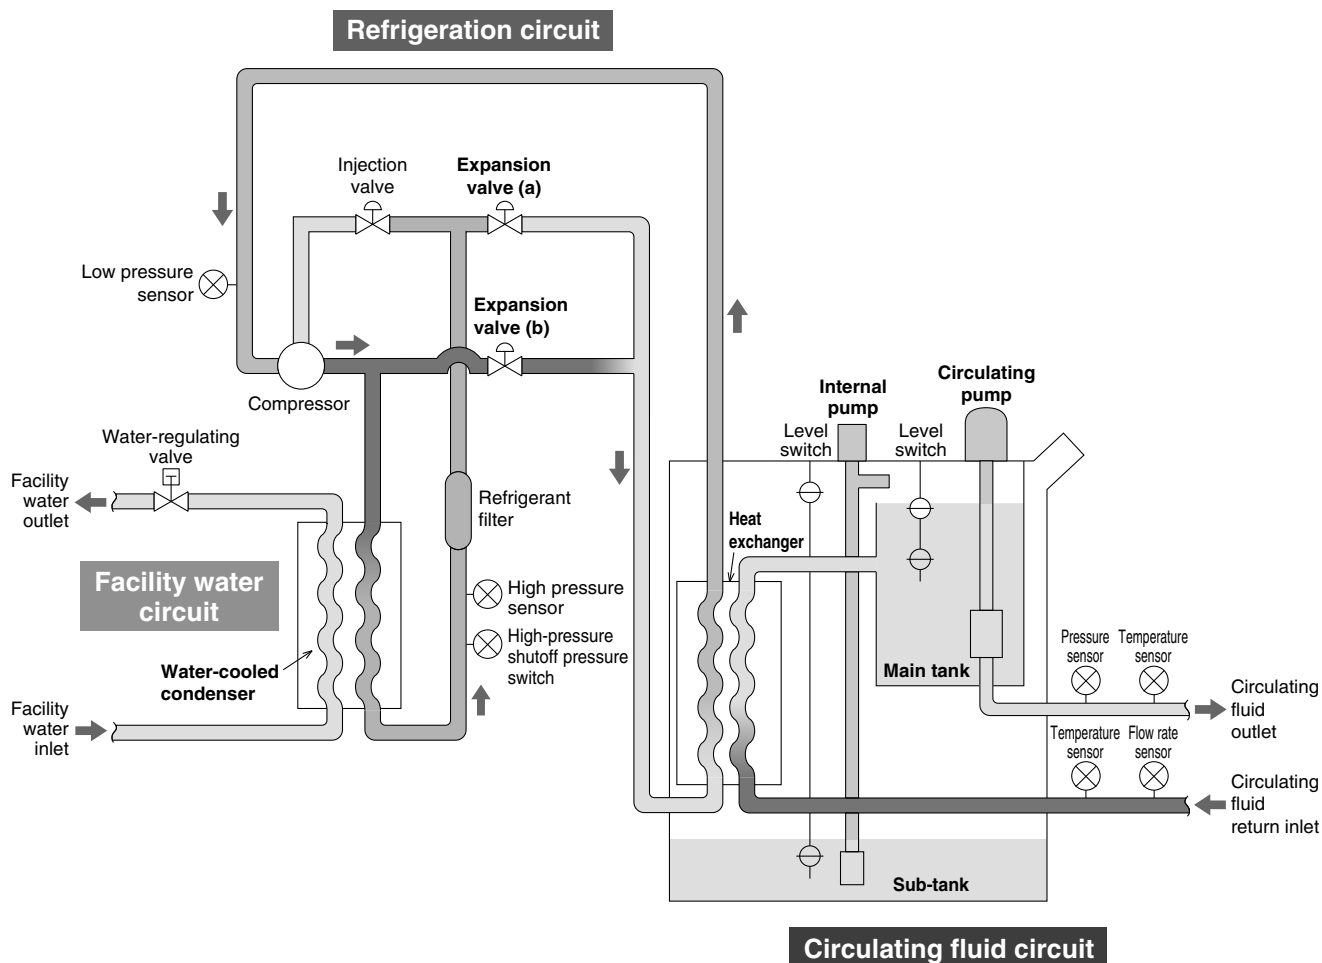 Refrigeration circuit
Injection
valve
Expansion
valve (a)
Low pressure
sensor
Expansion
valve (b)
Compressor
Internal
pump
Circulating
pump
Level
switch
Level
switch
Water-regulating
valve
Facility
water
outlet
Refrigerant
filter
Heat
exchanger
Facility water
circuit
High pressure
sensor
High-pressure
shutoff pressure
switch
Water-cooled
condenser
Facility
water
inlet
Main tank
Pressure
sensor
Temperature
sensor
Circulating
fluid
outlet
Temperature
sensor
Flow rate
sensor
Circulating
fluid
return inlet
Sub-tank
Circulating fluid circuit